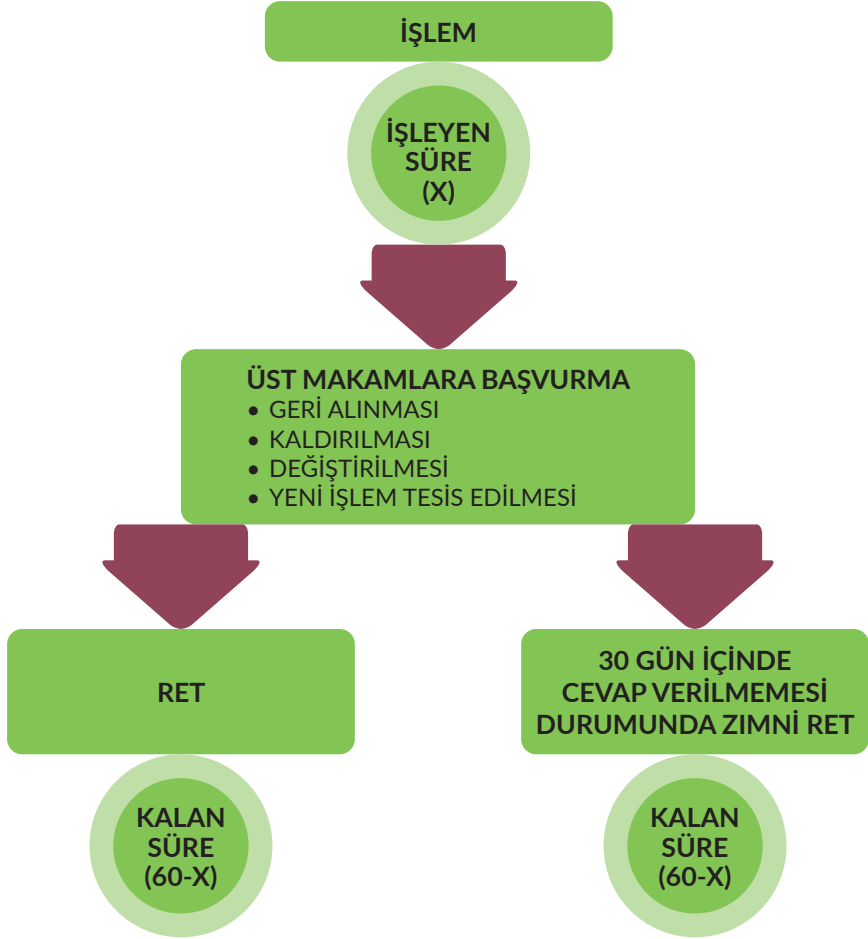 İŞLEM
İŞLEYEN
SÜRE
(X)
ÜST MAKAMLARA BAŞVURMA
• GERİ ALINMASI
• KALDIRILMASI
• DEĞİŞTİRİLMESİ
• YENİ İŞLEM TESİS EDİLMESİ
RET
30 GÜN İÇİNDE
CEVAP VERİLMEMESİ
DURUMUNDA ZIMNİ RET
KALAN
SÜRE
(60-X)
KALAN
SÜRE
(60-X)